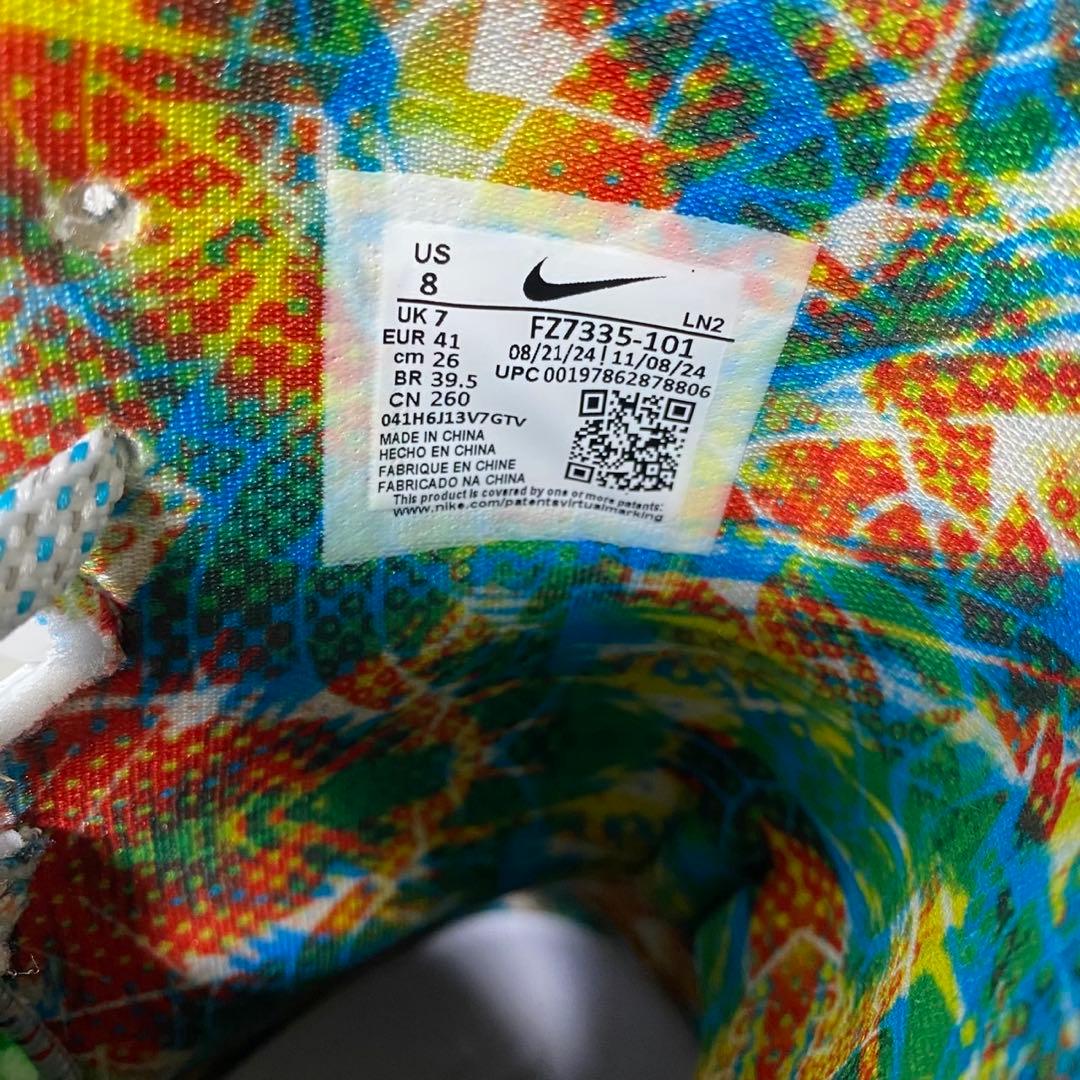 US
8
LN2
UK 7
FZ7335-101
EUR 41
08/21/24 | 11/08/24
cm 26
UPC 00197862878806
BR 39.5
CN 260
041H6J13V7GTV
MADE IN CHINA
HECHO EN CHINA
FABRIQUE EN CHINE
FABRICADO NA CHINA
This product is covered by one or more patents:
www.nike.com/patentsvirtualmarking